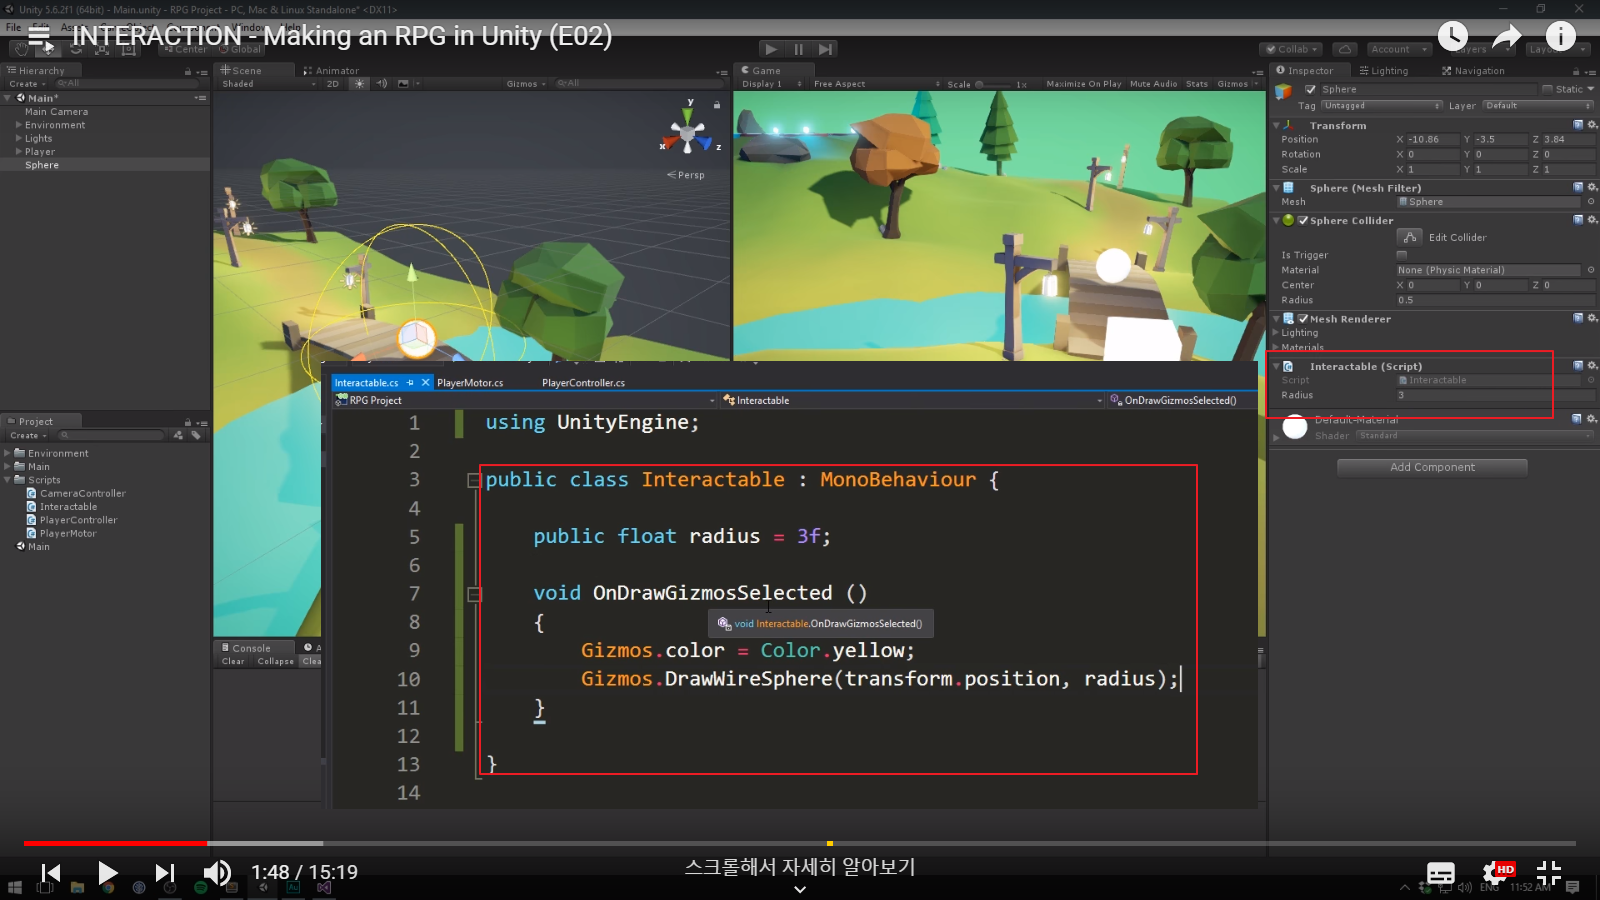 Unity 5.6.2f1 (64bit) - Main.unity - RPG Project - PC, Mac & Linux Standalone* <DX11>
File
INTERACTION - Making an RPG in Unity (E02)
Center Global
Collab Account Layers
Hierarchy
Create All
Main*
Main Camera
Environment
Lights
Player
Sphere
Scene Animator
Shaded 2D Gizmos All
y
x z
Persp
Game
Display 1 Free Aspect Scale 1x Maximize On Play Mute Audio Stats Gizmos
Inspector Lighting Navigation
Sphere Static
Tag Untagged Layer Default
Transform
Position X -10.86 Y -3.5 Z 3.84
Rotation X 0 Y 0 Z 0
Scale X 1 Y 1 Z 1
Sphere (Mesh Filter)
Mesh Sphere
Sphere Collider
Edit Collider
Is Trigger
Material None (Physic Material)
Center X 0 Y 0 Z 0
Radius 0.5
Mesh Renderer
Lighting
Materials
Interactable (Script)
Script Interactable
Radius 3
Default-Material
Shader Standard
Add Component
Project
Create
Environment
Main
Scripts
CameraController
Interactable
PlayerController
PlayerMotor
Main
Console
Clear Collapse Clea
Interactable.cs PlayerMotor.cs PlayerController.cs
RPG Project Interactable OnDrawGizmosSelected()
1 using UnityEngine;
2
3 public class Interactable : MonoBehaviour {
4
5 public float radius = 3f;
6
7 void OnDrawGizmosSelected ()
8 {
void Interactable.OnDrawGizmosSelected()
9 Gizmos.color = Color.yellow;
10 Gizmos.DrawWireSphere(transform.position, radius);
11 }
12
13 }
14
1:48 / 15:19
스크롤해서 자세히 알아보기
HD
ENG 11:52 AM